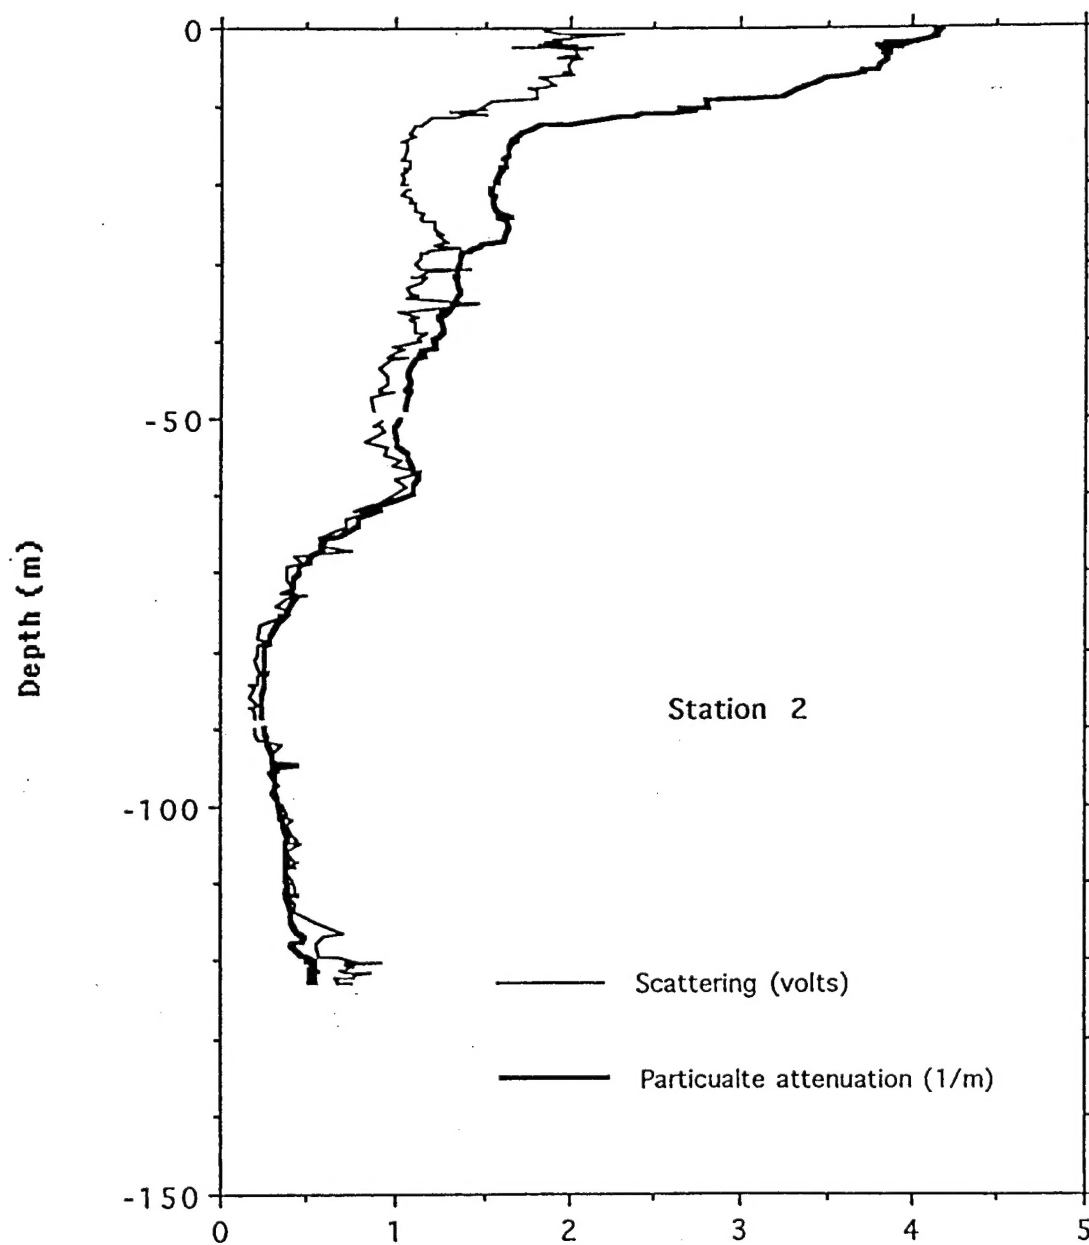 0
-50
-100
-150
Depth (m)
Station 2
Scattering (volts)
Particualte attenuation (1/m)
0 1 2 3 4 5